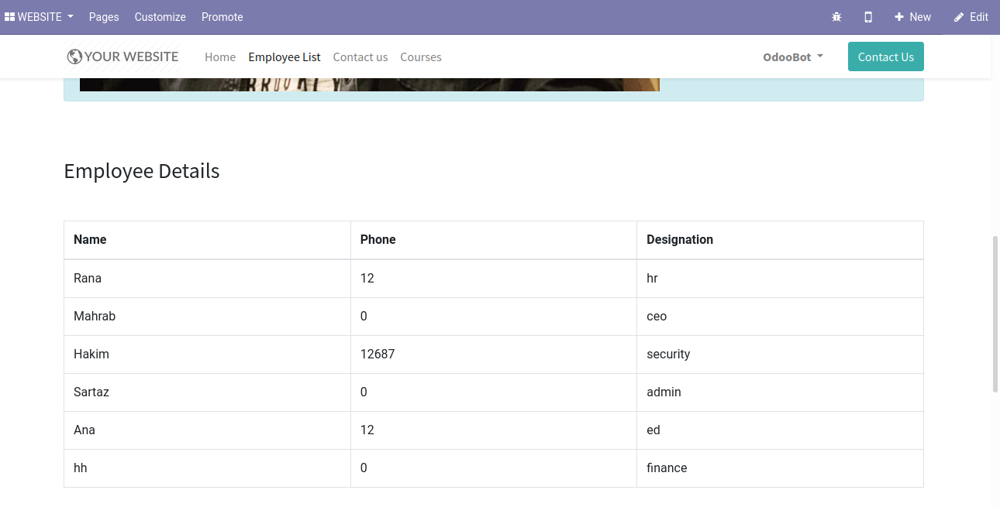 WEBSITE Pages Customize Promote New Edit
YOUR WEBSITE Home Employee List Contact us Courses OdooBot Contact Us
Employee Details
Name Phone Designation
Rana 12 hr
Mahrab 0 ceo
Hakim 12687 security
Sartaz 0 admin
Ana 12 ed
hh 0 finance